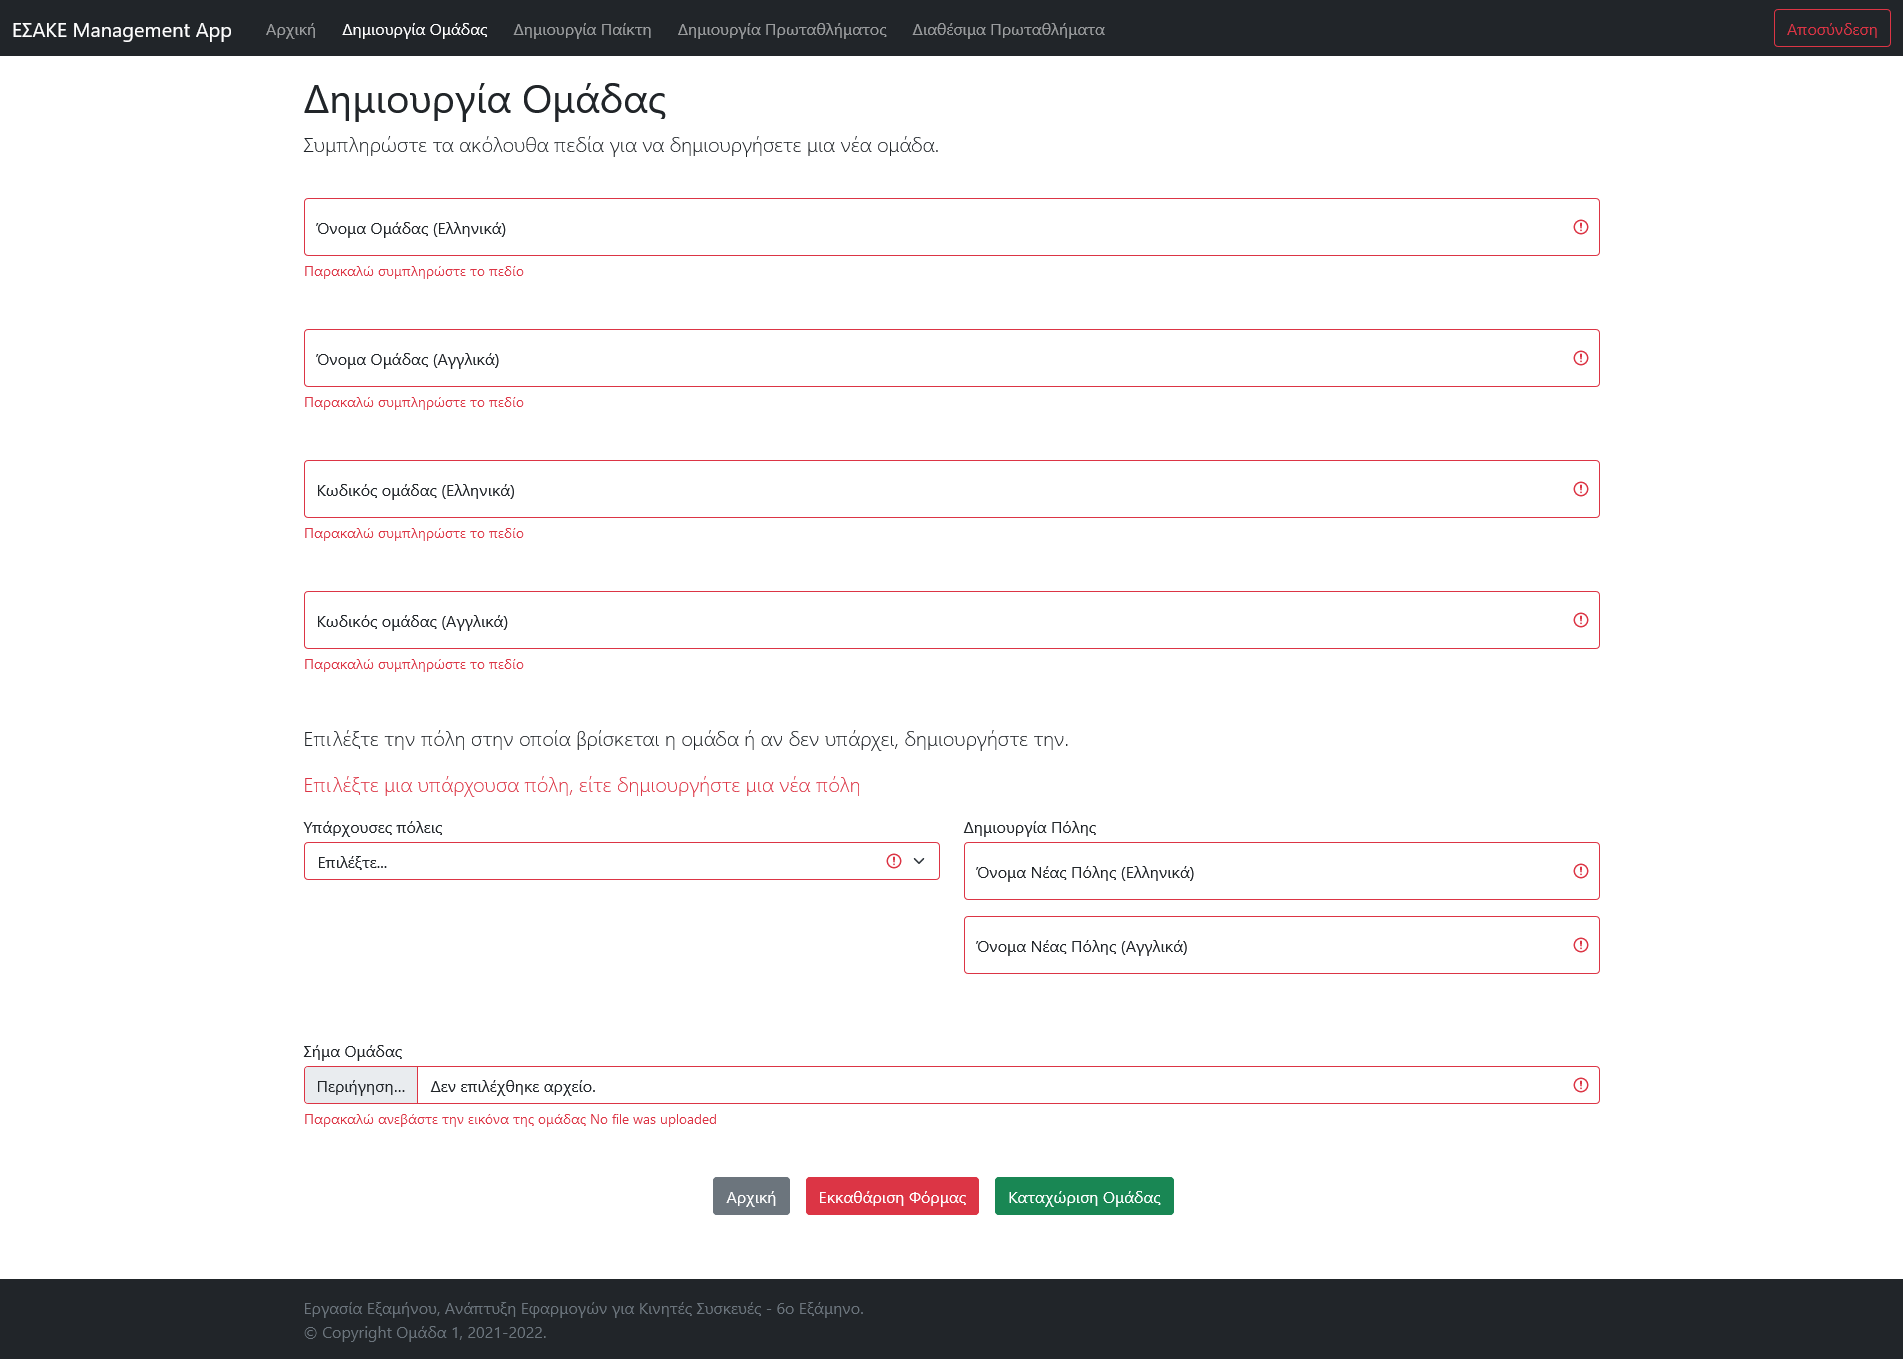 ΕΣΑΚΕ Management App Αρχική Δημιουργία Ομάδας Δημιουργία Παίκτη Δημιουργία Πρωταθλήματος Διαθέσιμα Πρωταθλήματα Αποσύνδεση
Δημιουργία Ομάδας
Συμπληρώστε τα ακόλουθα πεδία για να δημιουργήσετε μια νέα ομάδα.
Όνομα Ομάδας (Ελληνικά)
Παρακαλώ συμπληρώστε το πεδίο
Όνομα Ομάδας (Αγγλικά)
Παρακαλώ συμπληρώστε το πεδίο
Κωδικός ομάδας (Ελληνικά)
Παρακαλώ συμπληρώστε το πεδίο
Κωδικός ομάδας (Αγγλικά)
Παρακαλώ συμπληρώστε το πεδίο
Επιλέξτε την πόλη στην οποία βρίσκεται η ομάδα ή αν δεν υπάρχει, δημιουργήστε την.
Επιλέξτε μια υπάρχουσα πόλη, είτε δημιουργήστε μια νέα πόλη
Υπάρχουσες πόλεις
Επιλέξτε...
Δημιουργία Πόλης
Όνομα Νέας Πόλης (Ελληνικά)
Όνομα Νέας Πόλης (Αγγλικά)
Σήμα Ομάδας
Περιήγηση... Δεν επιλέχθηκε αρχείο.
Παρακαλώ ανεβάστε την εικόνα της ομάδας No file was uploaded
Αρχική Εκκαθάριση Φόρμας Καταχώριση Ομάδας
Εργασία Εξαμήνου, Ανάπτυξη Εφαρμογών για Κινητές Συσκευές - 6ο Εξάμηνο.
© Copyright Ομάδα 1, 2021-2022.